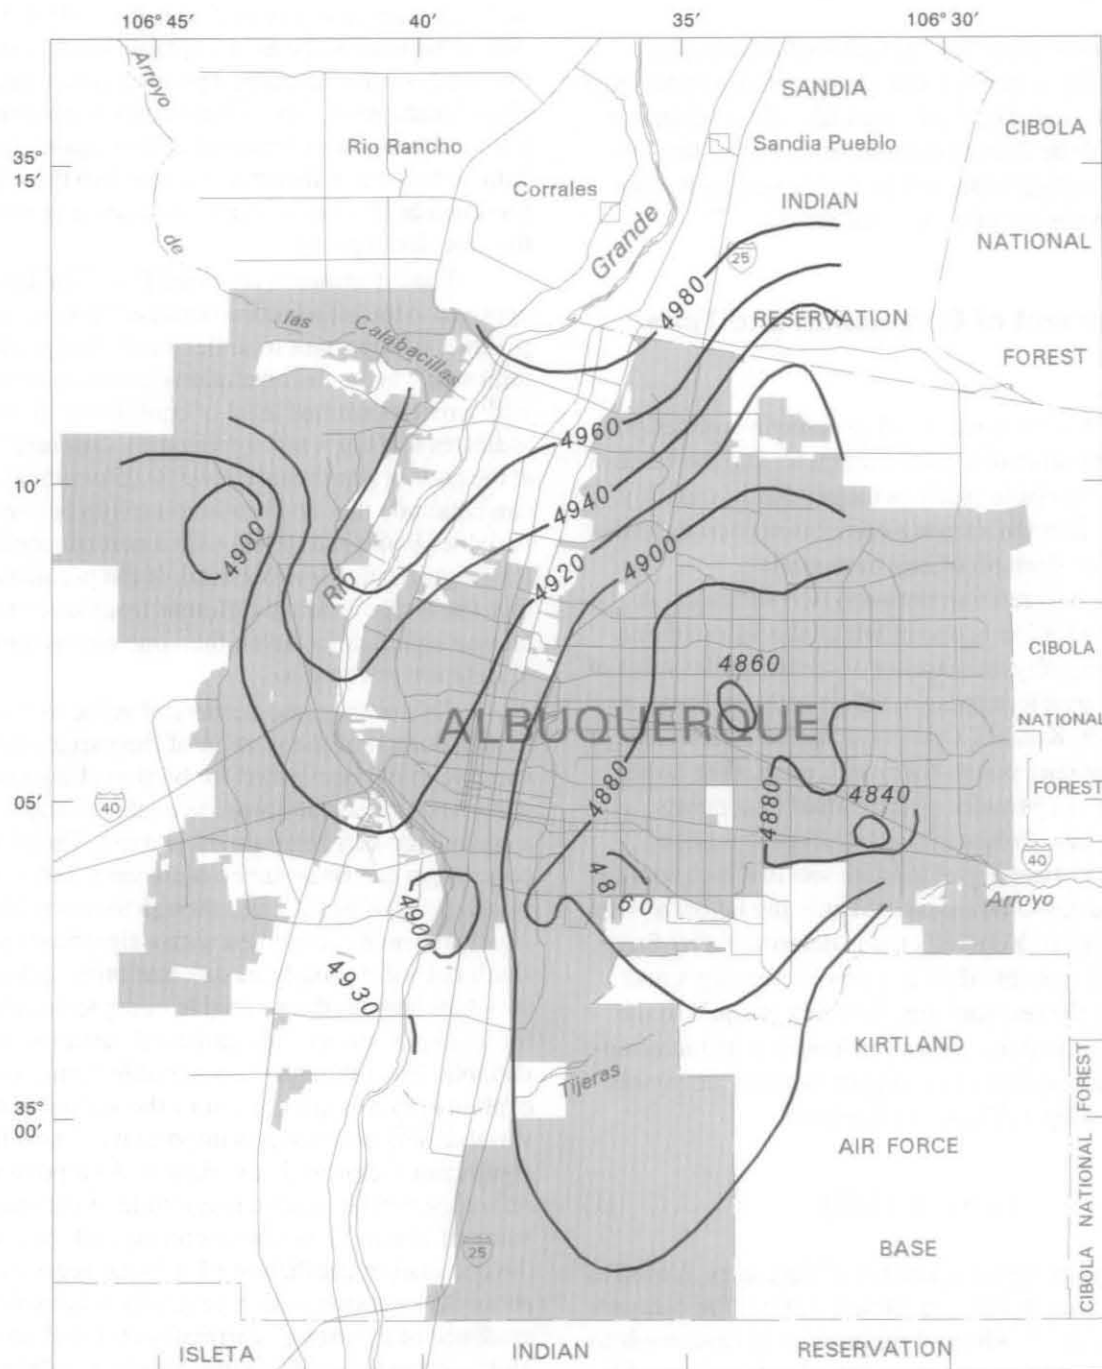 106° 45'
40'
35'
106° 30'
Arroyo
SANDIA
CIBOLA
35°
15'
Rio Rancho
Sandia Pueblo
Corrales
INDIAN
de
Grande
25
NATIONAL
4980
las
Calabacillas
RESERVATION
FOREST
4960
10'
4940
4900
4920
4900
Rio
CIBOLA
4860
NATIONAL
ALBUQUERQUE
05'
40
4880
4880
4840
FOREST
40
4860
Arroyo
4900
4930
KIRTLAND
Tijeras
35°
00'
AIR FORCE
25
BASE
CIBOLA NATIONAL FOREST
ISLETA
INDIAN
RESERVATION